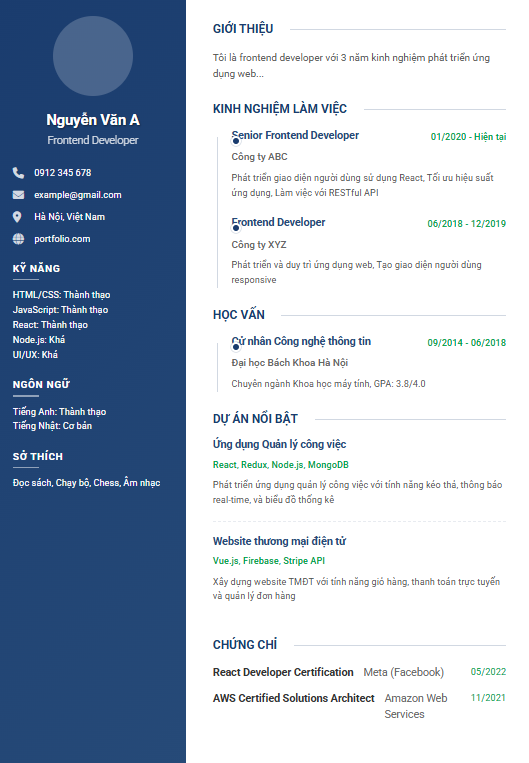 Nguyễn Văn A
Frontend Developer
0912 345 678
example@gmail.com
Hà Nội, Việt Nam
portfolio.com
KỸ NĂNG
HTML/CSS: Thành thạo
JavaScript: Thành thạo
React: Thành thạo
Node.js: Khá
UI/UX: Khá
NGÔN NGỮ
Tiếng Anh: Thành thạo
Tiếng Nhật: Cơ bản
SỞ THÍCH
Đọc sách, Chạy bộ, Chess, Âm nhạc
GIỚI THIỆU
Tôi là frontend developer với 3 năm kinh nghiệm phát triển ứng
dụng web...
KINH NGHIỆM LÀM VIỆC
Senior Frontend Developer 01/2020 - Hiện tại
Công ty ABC
Phát triển giao diện người dùng sử dụng React, Tối ưu hiệu suất
ứng dụng, Làm việc với RESTful API
Frontend Developer 06/2018 - 12/2019
Công ty XYZ
Phát triển và duy trì ứng dụng web, Tạo giao diện người dùng
responsive
HỌC VẤN
Cử nhân Công nghệ thông tin 09/2014 - 06/2018
Đại học Bách Khoa Hà Nội
Chuyên ngành Khoa học máy tính, GPA: 3.8/4.0
DỰ ÁN NỔI BẬT
Ứng dụng Quản lý công việc
React, Redux, Node.js, MongoDB
Phát triển ứng dụng quản lý công việc với tính năng kéo thả, thông báo
real-time, và biểu đồ thống kê
Website thương mại điện tử
Vue.js, Firebase, Stripe API
Xây dựng website TMĐT với tính năng giỏ hàng, thanh toán trực tuyến
và quản lý đơn hàng
CHỨNG CHỈ
React Developer Certification Meta (Facebook) 05/2022
AWS Certified Solutions Architect Amazon Web 11/2021
Services